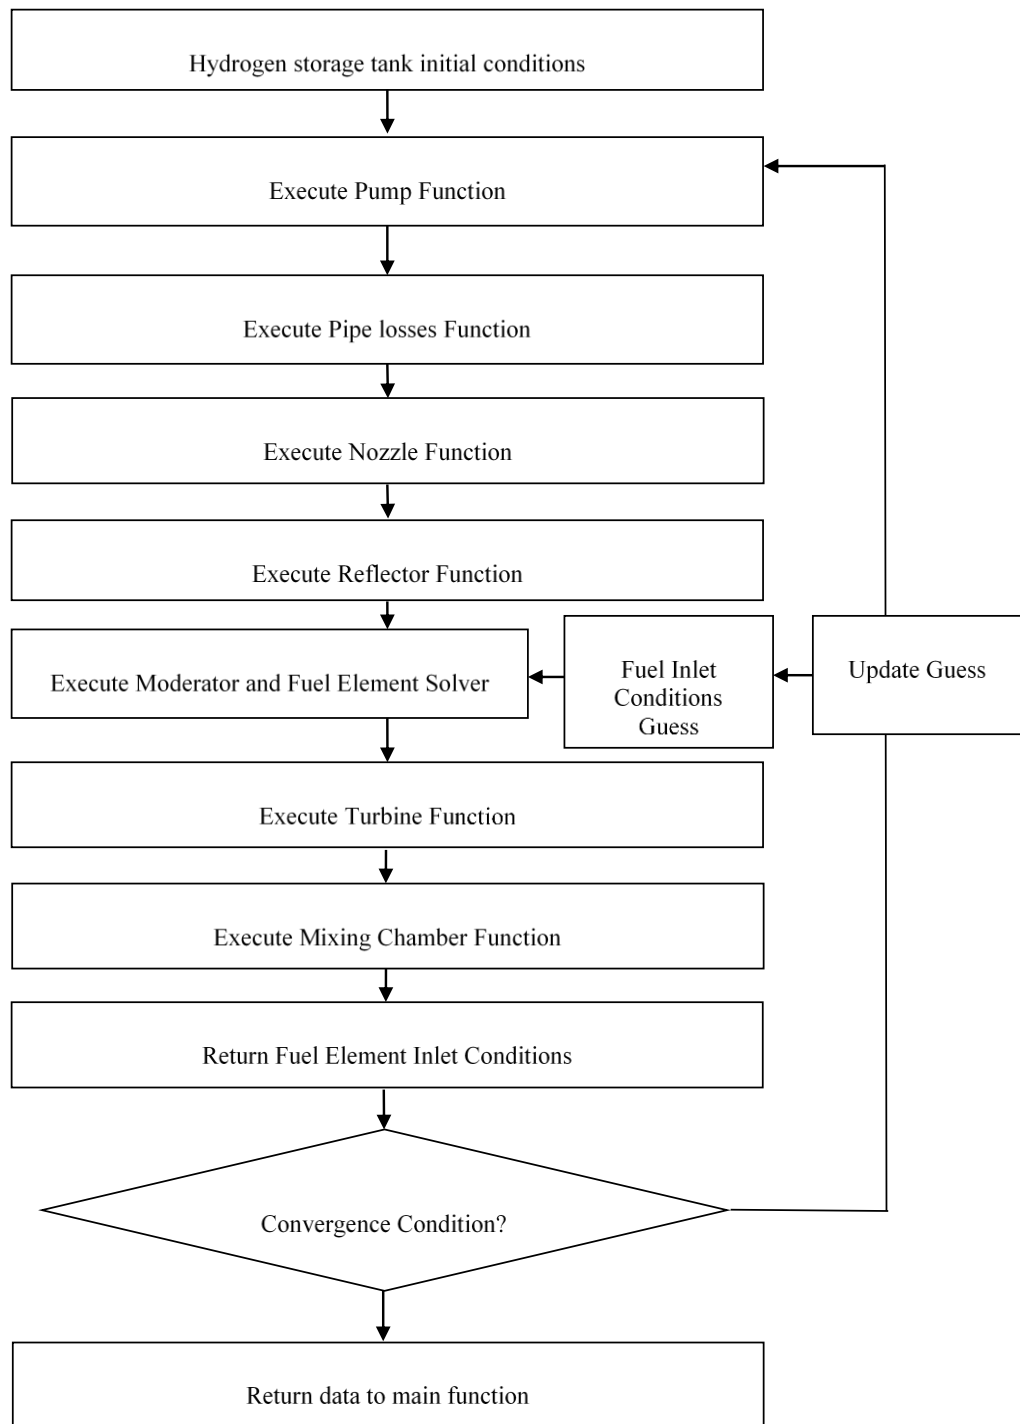 Hydrogen storage tank initial conditions
Execute Pump Function
Execute Pipe losses Function
Execute Nozzle Function
Execute Reflector Function
Execute Moderator and Fuel Element Solver
Fuel Inlet
Conditions
Guess
Update Guess
Execute Turbine Function
Execute Mixing Chamber Function
Return Fuel Element Inlet Conditions
Convergence Condition?
Return data to main function